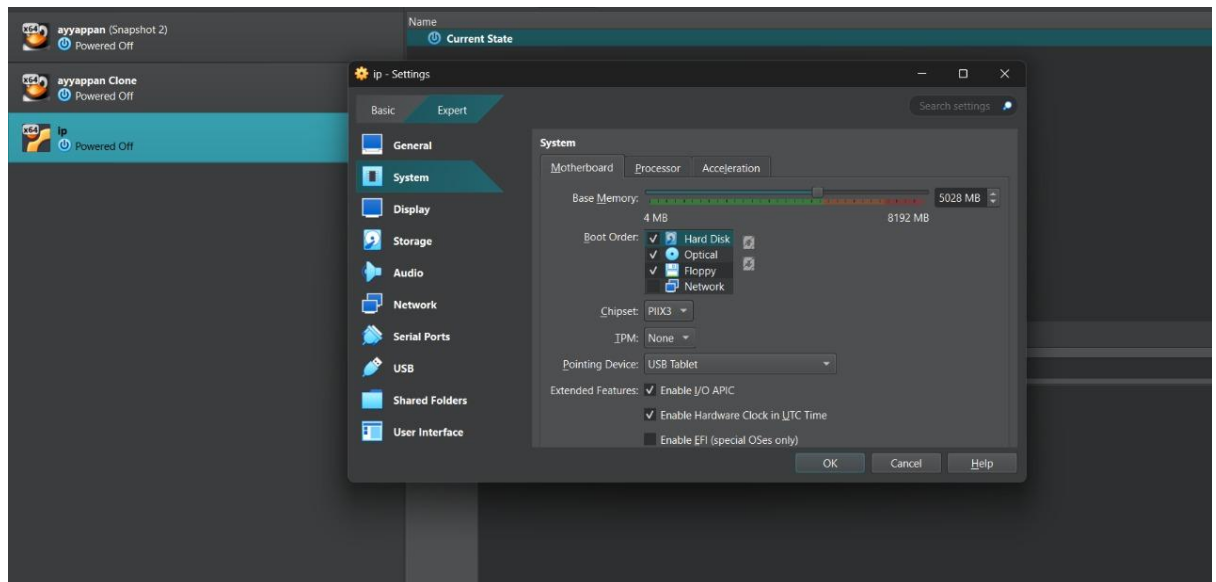 ayyappan (Snapshot 2)
Powered Off
ayyappan Clone
Powered Off
ip
Powered Off
Name
Current State
ip - Settings
Basic Expert Search settings
General
System
Display
Storage
Audio
Network
Serial Ports
USB
Shared Folders
User Interface
System
Motherboard Processor Acceleration
Base Memory: 5028 MB
4 MB 8192 MB
Boot Order: Hard Disk
Optical
Floppy
Network
Chipset: PIIX3
TPM: None
Pointing Device: USB Tablet
Extended Features: Enable I/O APIC
Enable Hardware Clock in UTC Time
Enable EFI (special OSes only)
OK Cancel Help